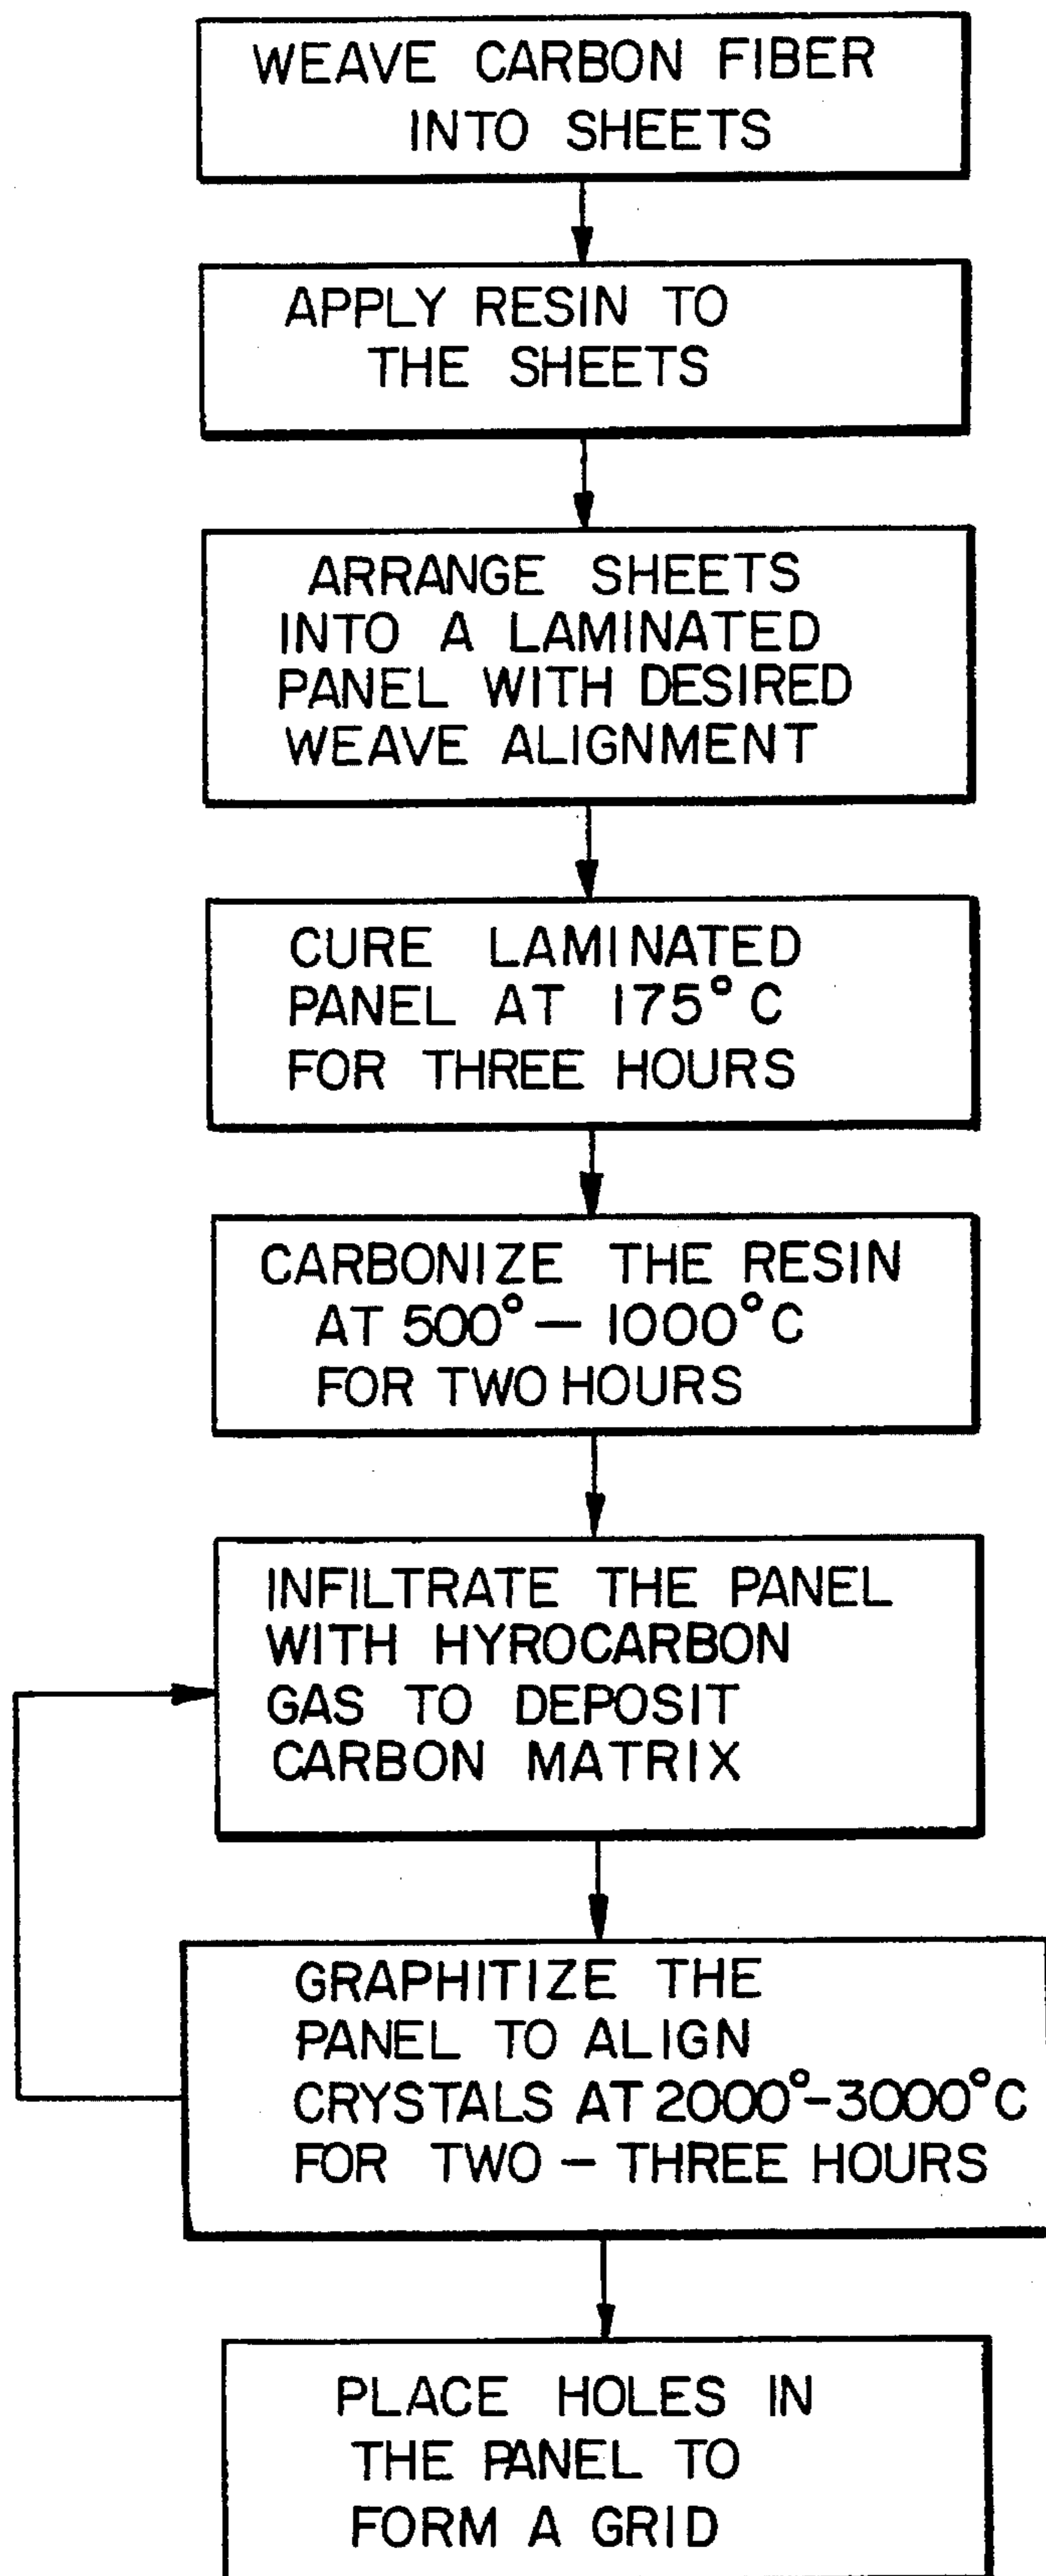 WEAVE CARBON FIBER
INTO SHEETS
APPLY RESIN TO
THE SHEETS
ARRANGE SHEETS
INTO A LAMINATED
PANEL WITH DESIRED
WEAVE ALIGNMENT
CURE LAMINATED
PANEL AT 175° C
FOR THREE HOURS
CARBONIZE THE RESIN
AT 500° — 1000°C
FOR TWO HOURS
INFILTRATE THE PANEL
WITH HYROCARBON
GAS TO DEPOSIT
CARBON MATRIX
GRAPHITIZE THE
PANEL TO ALIGN
CRYSTALS AT 2000°-3000°C
FOR TWO – THREE HOURS
PLACE HOLES IN
THE PANEL TO
FORM A GRID